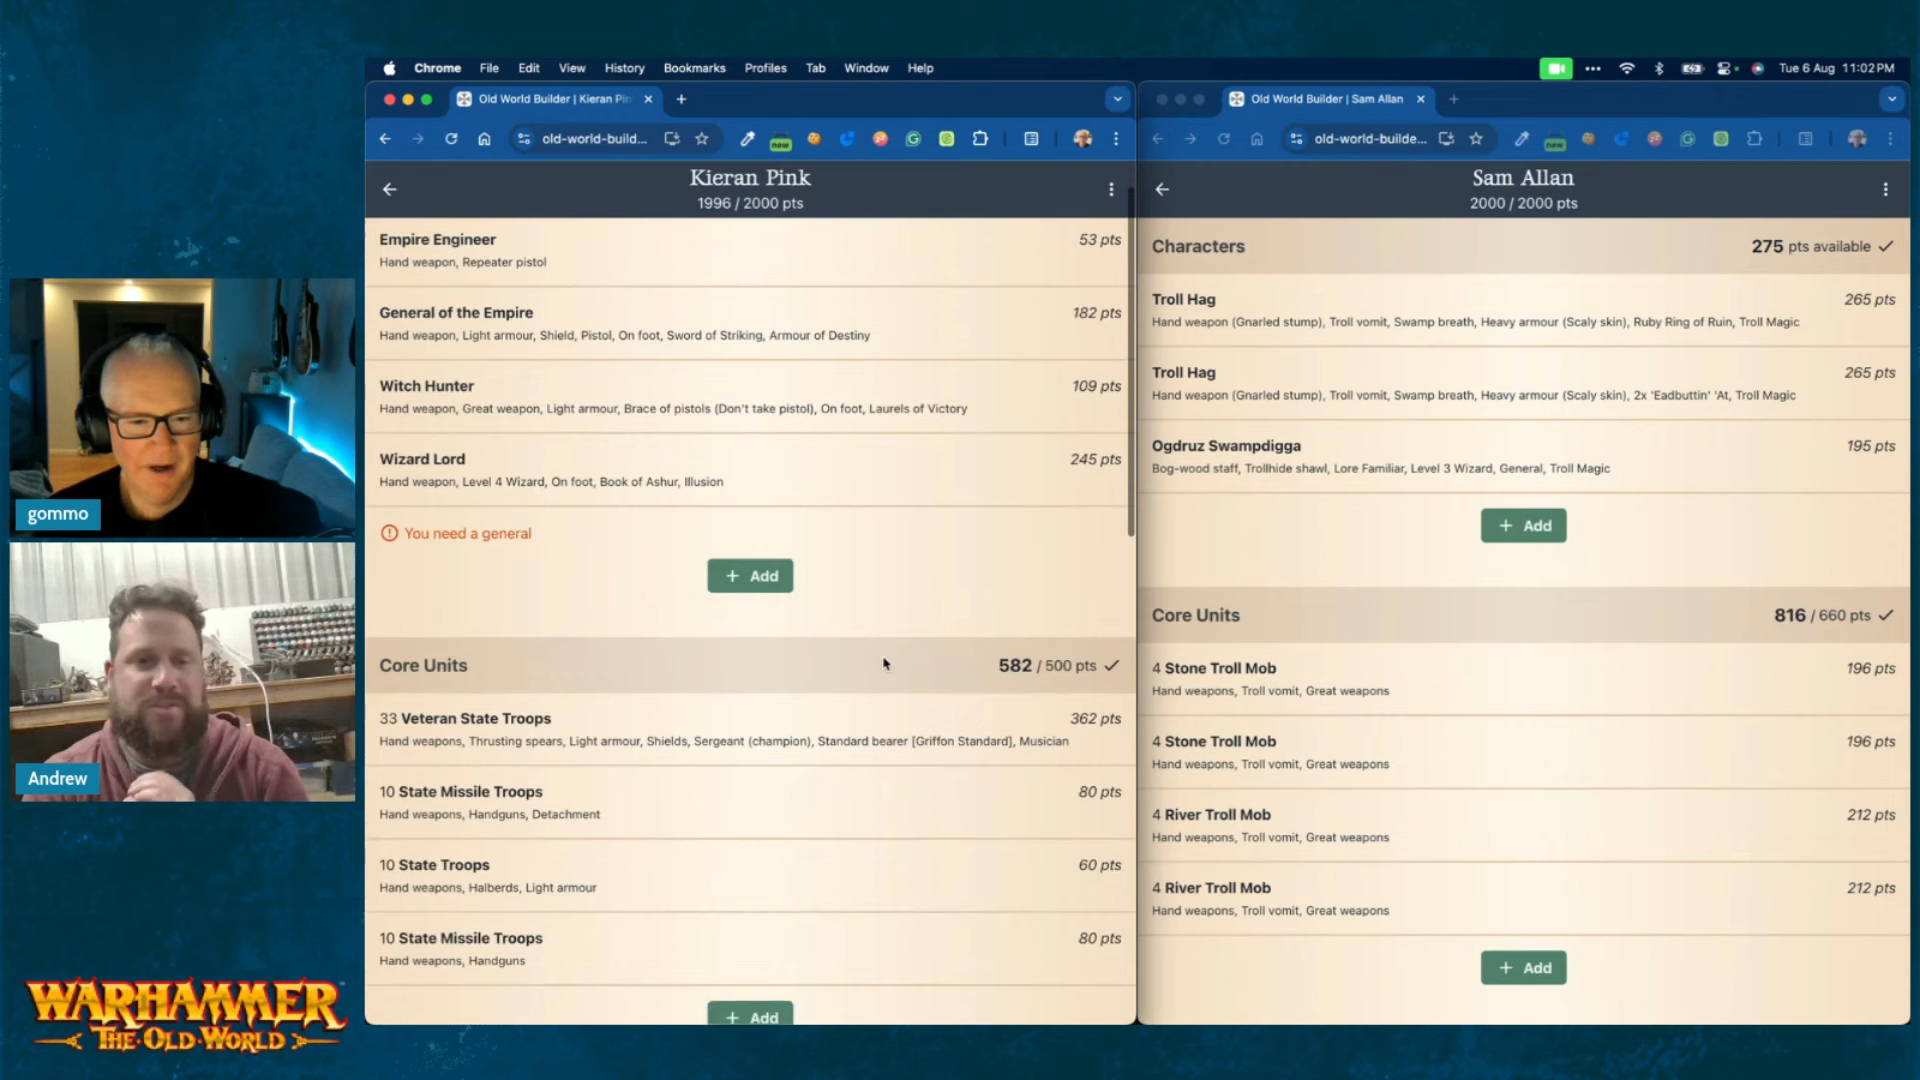 Chrome File Edit View History Bookmarks Profiles Tab Window Help
Tue 6 Aug 11:02 PM
Old World Builder | Kieran Pin
old-world-build...
new
Kieran Pink
1996 / 2000 pts
Empire Engineer 53 pts
Hand weapon, Repeater pistol
General of the Empire 182 pts
Hand weapon, Light armour, Shield, Pistol, On foot, Sword of Striking, Armour of Destiny
Witch Hunter 109 pts
Hand weapon, Great weapon, Light armour, Brace of pistols (Don't take pistol), On foot, Laurels of Victory
Wizard Lord 245 pts
Hand weapon, Level 4 Wizard, On foot, Book of Ashur, Illusion
You need a general
+ Add
Core Units 582 / 500 pts
33 Veteran State Troops 362 pts
Hand weapons, Thrusting spears, Light armour, Shields, Sergeant (champion), Standard bearer [Griffon Standard], Musician
10 State Missile Troops 80 pts
Hand weapons, Handguns, Detachment
10 State Troops 60 pts
Hand weapons, Halberds, Light armour
10 State Missile Troops 80 pts
Hand weapons, Handguns
+ Add
Old World Builder | Sam Allan
old-world-builde...
new
Sam Allan
2000 / 2000 pts
Characters 275 pts available
Troll Hag 265 pts
Hand weapon (Gnarled stump), Troll vomit, Swamp breath, Heavy armour (Scaly skin), Ruby Ring of Ruin, Troll Magic
Troll Hag 265 pts
Hand weapon (Gnarled stump), Troll vomit, Swamp breath, Heavy armour (Scaly skin), 2x 'Eadbuttin' 'At, Troll Magic
Ogdruz Swampdigga 195 pts
Bog-wood staff, Trollhide shawl, Lore Familiar, Level 3 Wizard, General, Troll Magic
+ Add
Core Units 816 / 660 pts
4 Stone Troll Mob 196 pts
Hand weapons, Troll vomit, Great weapons
4 Stone Troll Mob 196 pts
Hand weapons, Troll vomit, Great weapons
4 River Troll Mob 212 pts
Hand weapons, Troll vomit, Great weapons
4 River Troll Mob 212 pts
Hand weapons, Troll vomit, Great weapons
+ Add
gommo
Andrew
WARHAMMER
THE·OLD·WORLD